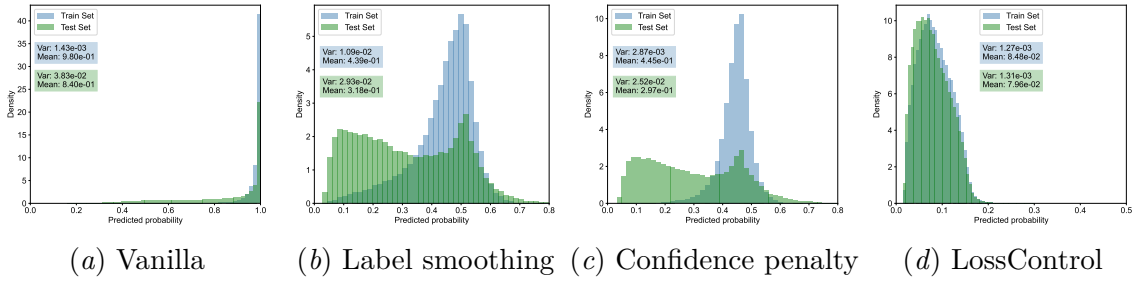 Train Set
Test Set
Var: 1.43e-03
Mean: 9.80e-01
Var: 3.83e-02
Mean: 8.40e-01
Density
0 5 10 15 20 25 30 35 40
0.0 0.2 0.4 0.6 0.8 1.0
Predicted probability
(a) Vanilla
Train Set
Test Set
Var: 1.09e-02
Mean: 4.39e-01
Var: 2.93e-02
Mean: 3.18e-01
Density
0 1 2 3 4 5
0.0 0.1 0.2 0.3 0.4 0.5 0.6 0.7 0.8
Predicted probability
(b) Label smoothing
Train Set
Test Set
Var: 2.87e-03
Mean: 4.45e-01
Var: 2.52e-02
Mean: 2.97e-01
Density
0 2 4 6 8 10
0.0 0.1 0.2 0.3 0.4 0.5 0.6 0.7 0.8
Predicted probability
(c) Confidence penalty
Train Set
Test Set
Var: 1.27e-03
Mean: 8.48e-02
Var: 1.31e-03
Mean: 7.96e-02
Density
0 2 4 6 8 10
0.0 0.1 0.2 0.3 0.4 0.5
Predicted probability
(d) LossControl